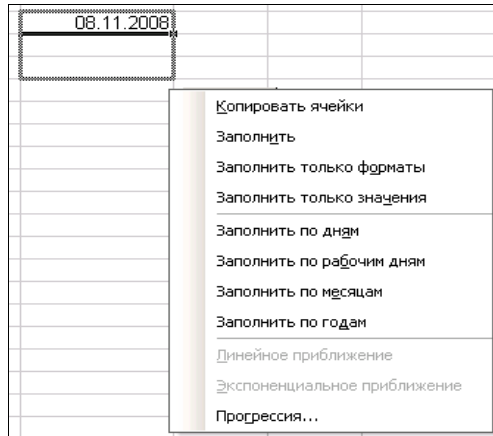 08.11.2008
Копировать ячейки
Заполнить
Заполнить только форматы
Заполнить только значения
Заполнить по дням
Заполнить по рабочим дням
Заполнить по месяцам
Заполнить по годам
Линейное приближение
Экспоненциальное приближение
Прогрессия...